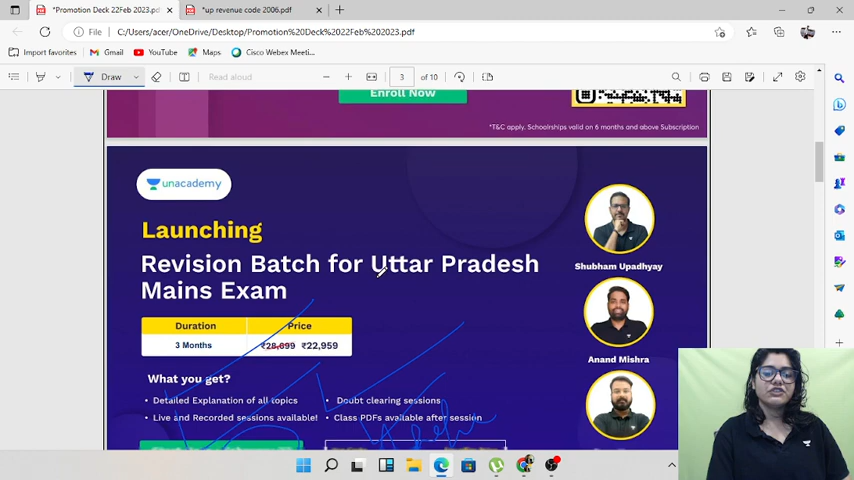 *Promotion Deck 22Feb 2023.pdf
*up revenue code 2006.pdf
File
C:/Users/acer/OneDrive/Desktop/Promotion%20Deck%2022Feb%202023.pdf
Import favorites
Gmail
YouTube
Maps
Cisco Webex Meeti...
Draw
Read aloud
3
of 10
Enroll Now
*T&C apply. Schoolrships valid on 6 months and above Subscription
unacademy
Launching
Revision Batch for Uttar Pradesh
Mains Exam
Duration
Price
3 Months
₹28,699 ₹22,959
What you get?
• Detailed Explanation of all topics
• Doubt clearing sessions
• Live and Recorded sessions available!
• Class PDFs available after session
Shubham Upadhyay
Anand Mishra